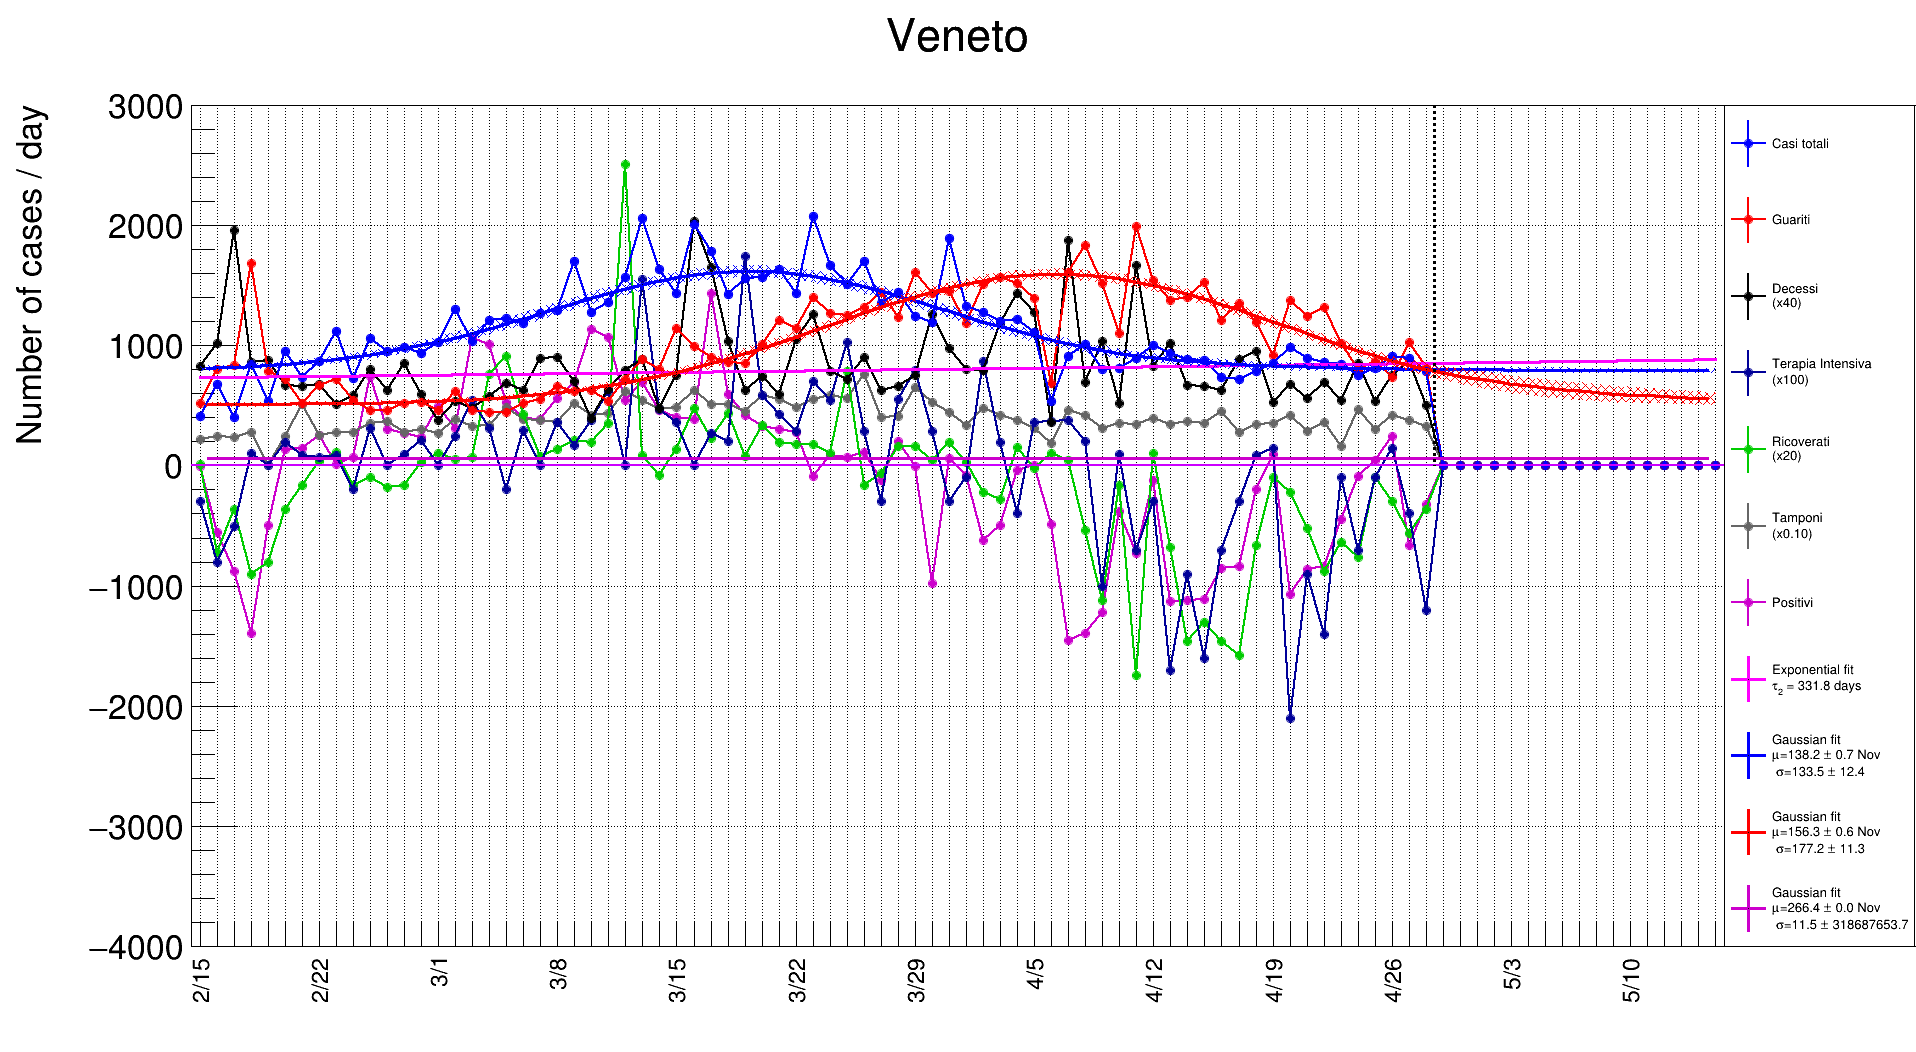 Veneto
Number of cases / day
3000
2000
1000
0
−1000
−2000
−3000
−4000
2/15
2/22
3/1
3/8
3/15
3/22
3/29
4/5
4/12
4/19
4/26
5/3
5/10
Casi totali
Guariti
Decessi
(x40)
Terapia Intensiva
(x100)
Ricoverati
(x20)
Tamponi
(x0.10)
Positivi
Exponential fit
τ2 = 331.8 days
Gaussian fit
μ=138.2 ± 0.7 Nov
σ=133.5 ± 12.4
Gaussian fit
μ=156.3 ± 0.6 Nov
σ=177.2 ± 11.3
Gaussian fit
μ=266.4 ± 0.0 Nov
σ=11.5 ± 318687653.7